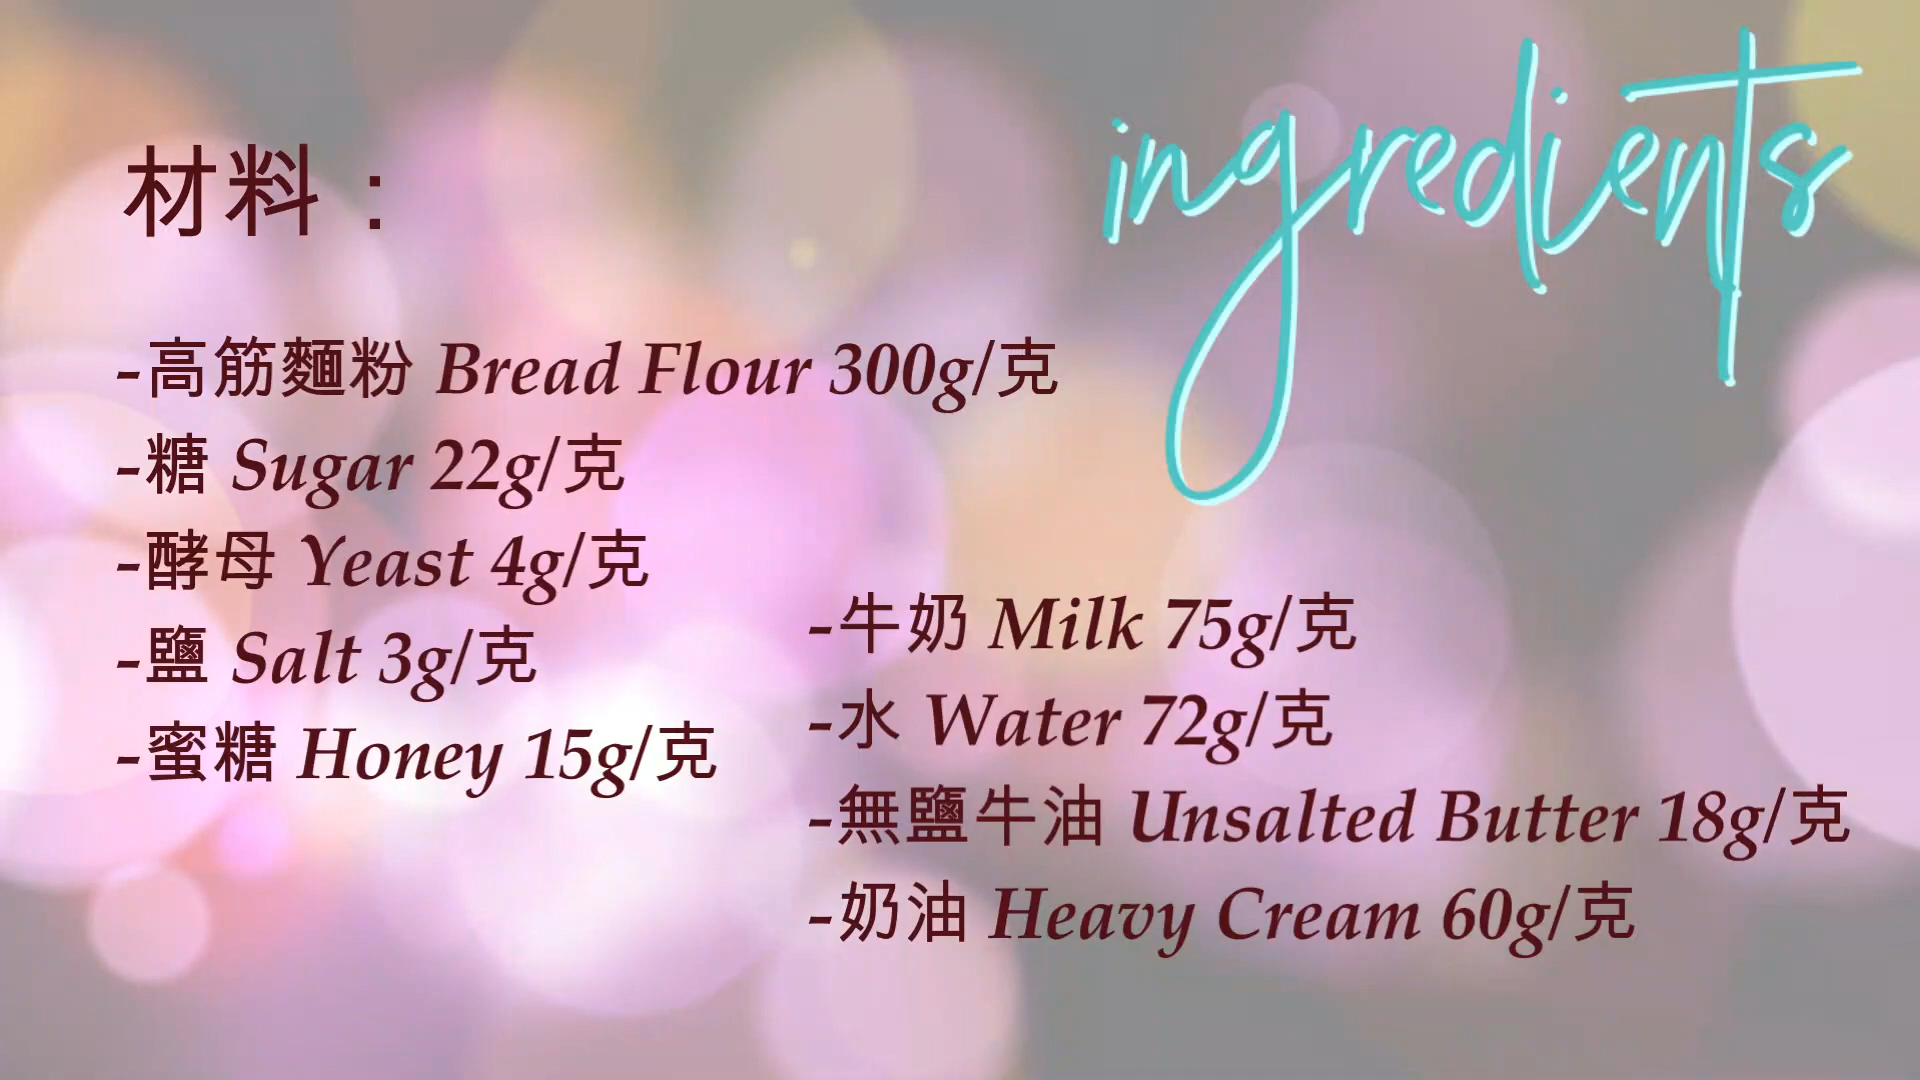 ingredients
材料：
-高筋麵粉 Bread Flour 300g/克
-糖 Sugar 22g/克
-酵母 Yeast 4g/克
-鹽 Salt 3g/克
-蜜糖 Honey 15g/克
-牛奶 Milk 75g/克
-水 Water 72g/克
-無鹽牛油 Unsalted Butter 18g/克
-奶油 Heavy Cream 60g/克